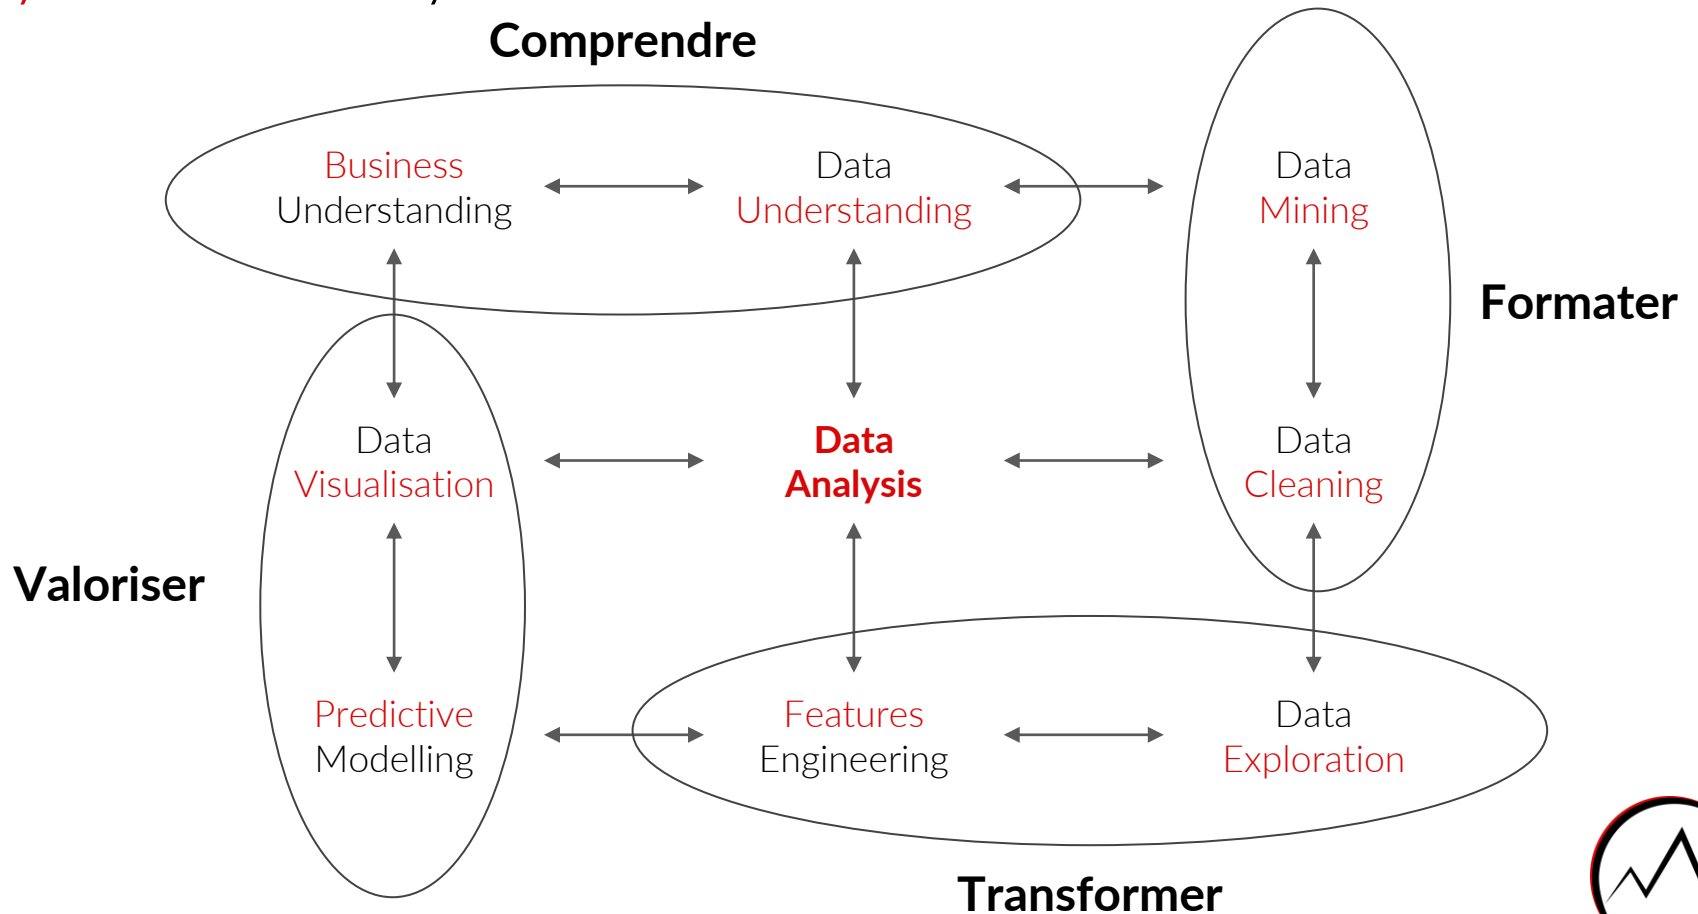 Comprendre
Business
Understanding
Data
Understanding
Data
Mining
Formater
Data
Visualisation
Data
Analysis
Data
Cleaning
Valoriser
Predictive
Modelling
Features
Engineering
Data
Exploration
Transformer